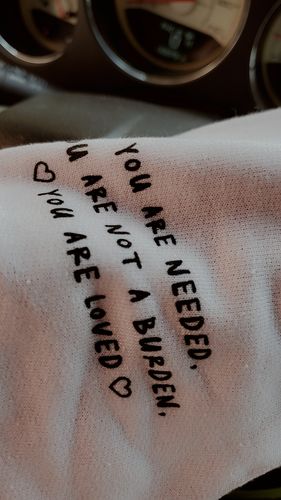 YOU ARE NEEDED.
U ARE NOT A BURDEN,
♡ YOU ARE LOVED ♡